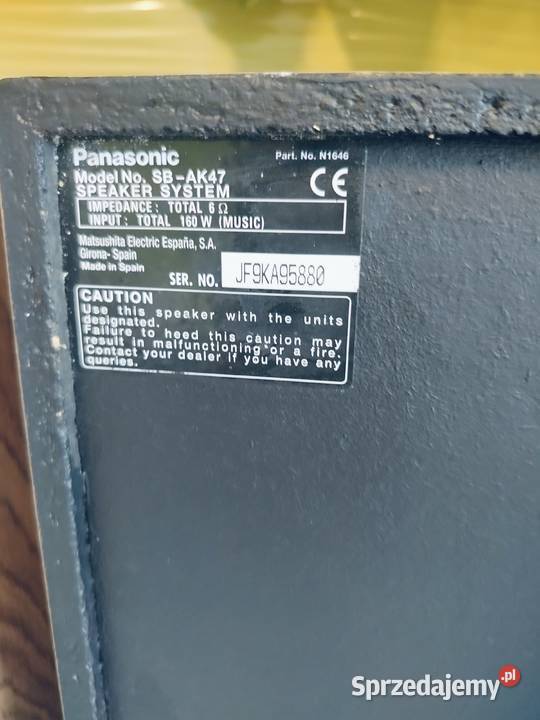 Panasonic
Part. No. N1646
Model No. SB-AK47
SPEAKER SYSTEM
CE
IMPEDANCE: TOTAL 6 Ω
INPUT: TOTAL 160 W (MUSIC)
Matsushita Electric España, S.A.
Girona- Spain
Made in Spain
SER. NO. JF9KA95880
CAUTION
Use this speaker with the units
designated.
Failure to heed this caution may
result in malfunctioning or a fire.
Contact your dealer if you have any
queries.
Sprzedajemy.pl